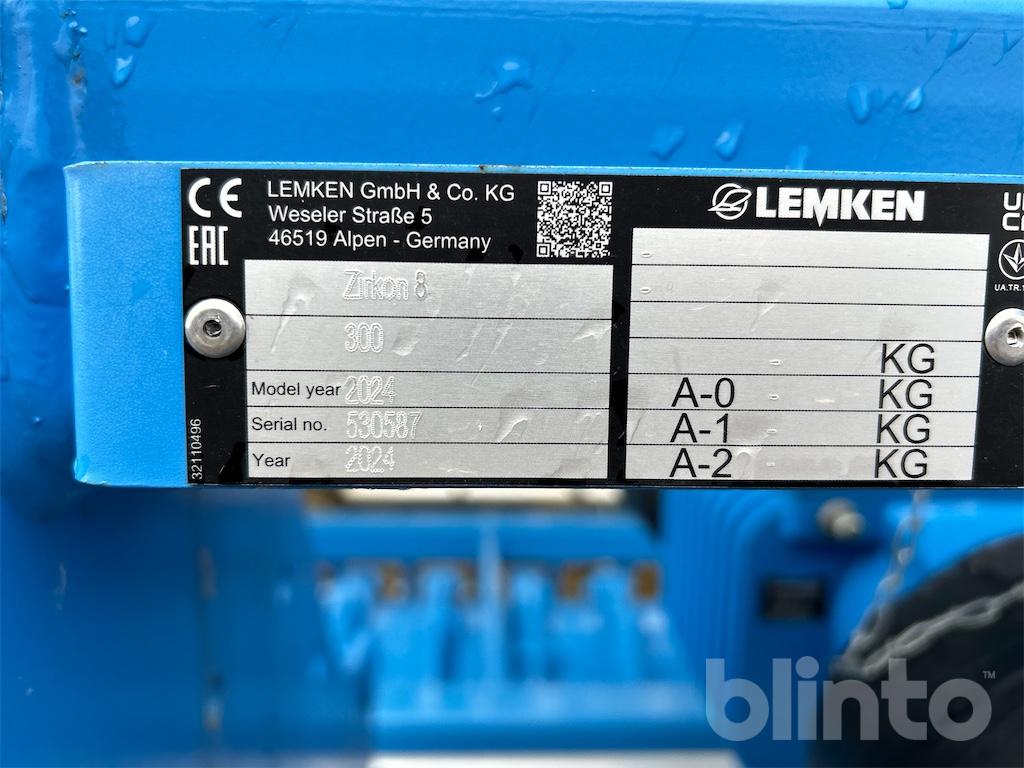 CE
EAC
LEMKEN GmbH & Co. KG
Weseler Straße 5
46519 Alpen - Germany
Zirkon 8
300
Model year 2024
Serial no. 530587
Year 2024
32110496
LEMKEN
-
-
KG
A-0 - KG
A-1 - KG
A-2 - KG
UA.TR.
blinto™